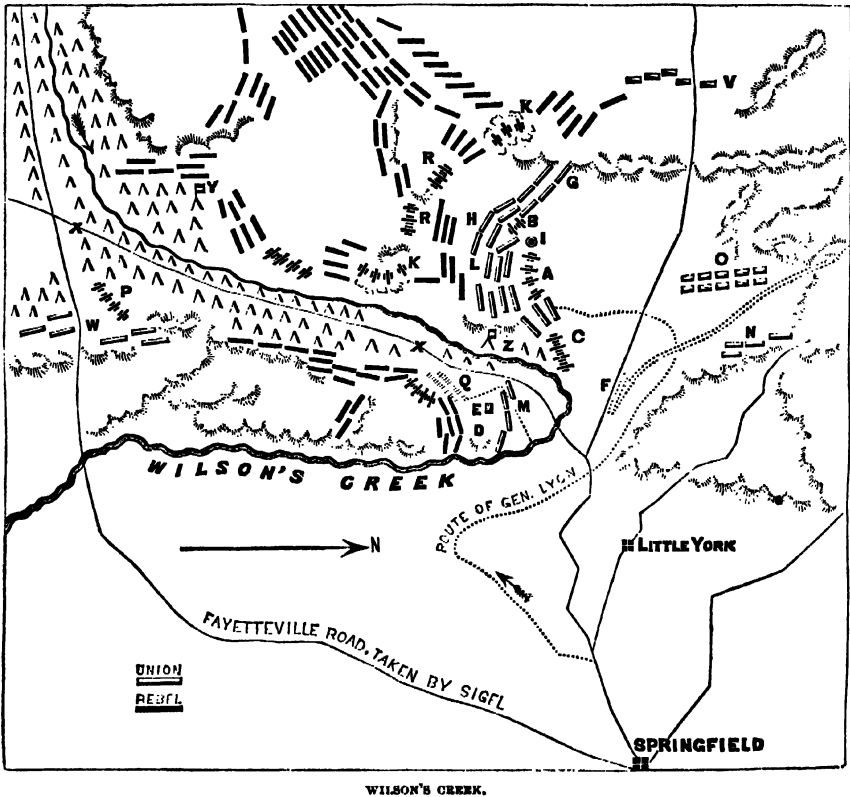 K
V
R
G
Y
H
B
R
I
K
L
A
O
P
W
Z
C
N
Q
F
E
M
D
WILSON'S CREEK
ROUTE OF GEN. LYON
N
LITTLE YORK
FAYETTEVILLE ROAD, TAKEN BY SIGEL
UNION
REBEL
SPRINGFIELD
WILSON'S CREEK.